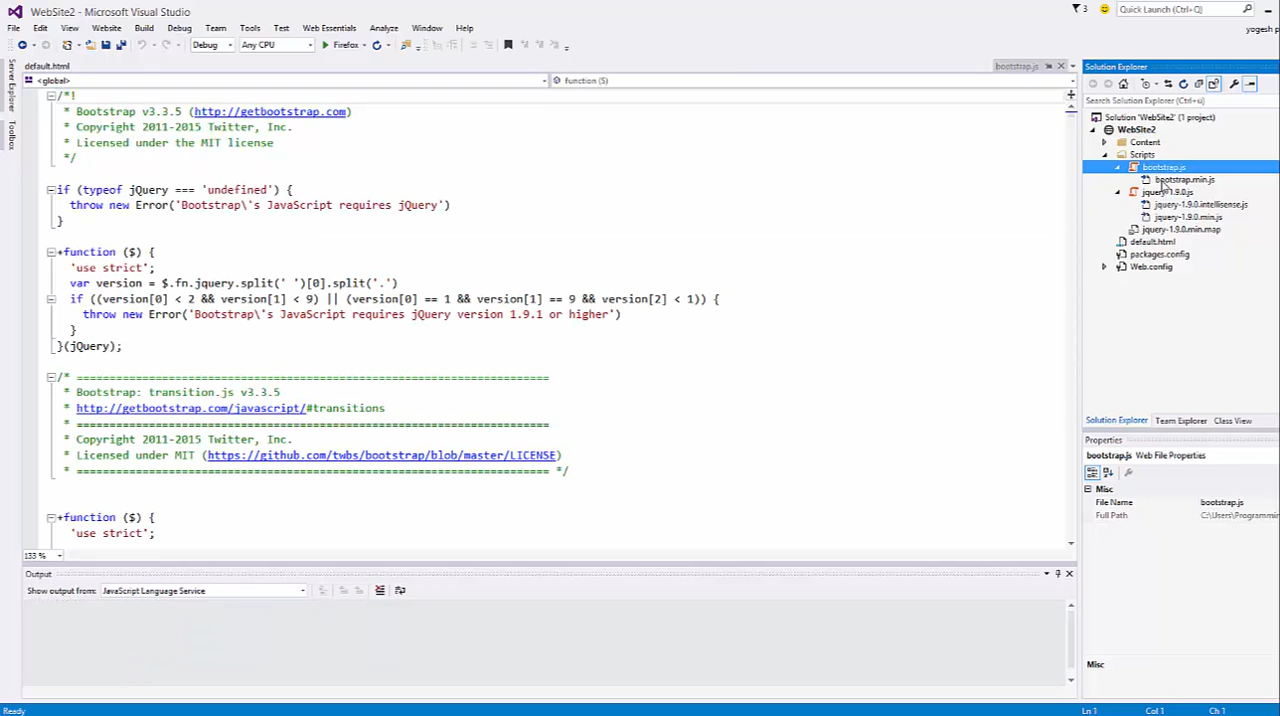 WebSite2 - Microsoft Visual Studio
3
Quick Launch (Ctrl+Q)
File Edit View Website Build Debug Team Tools Test Web Essentials Analyze Window Help
yogesh p
Debug Any CPU Firefox
default.html
bootstrap.js
<global>
function ($)
Server Explorer
Toolbox
/*!
* Bootstrap v3.3.5 (http://getbootstrap.com)
* Copyright 2011-2015 Twitter, Inc.
* Licensed under the MIT license
*/
if (typeof jQuery === 'undefined') {
throw new Error('Bootstrap\'s JavaScript requires jQuery')
}
+function ($) {
'use strict';
var version = $.fn.jquery.split(' ')[0].split('.')
if ((version[0] < 2 && version[1] < 9) || (version[0] == 1 && version[1] == 9 && version[2] < 1)) {
throw new Error('Bootstrap\'s JavaScript requires jQuery version 1.9.1 or higher')
}
}(jQuery);
/* ========================================================================
* Bootstrap: transition.js v3.3.5
* http://getbootstrap.com/javascript/#transitions
* ========================================================================
* Copyright 2011-2015 Twitter, Inc.
* Licensed under MIT (https://github.com/twbs/bootstrap/blob/master/LICENSE)
* ======================================================================== */
+function ($) {
'use strict';
133 %
Output
Show output from: JavaScript Language Service
Solution Explorer
Search Solution Explorer
Solution 'WebSite2' (1 project)
WebSite2
Content
Scripts
bootstrap.js
bootstrap.min.js
jquery-1.9.0.js
jquery-1.9.0.intellisense.js
jquery-1.9.0.min.js
jquery-1.9.0.min.map
default.html
packages.config
Web.config
Solution Explorer Team Explorer Class View
Properties
bootstrap.js Web File Properties
Misc
File Name bootstrap.js
Full Path C:\Users\Programmin
Misc
Ready
Ln 1 Col 1 Ch 1